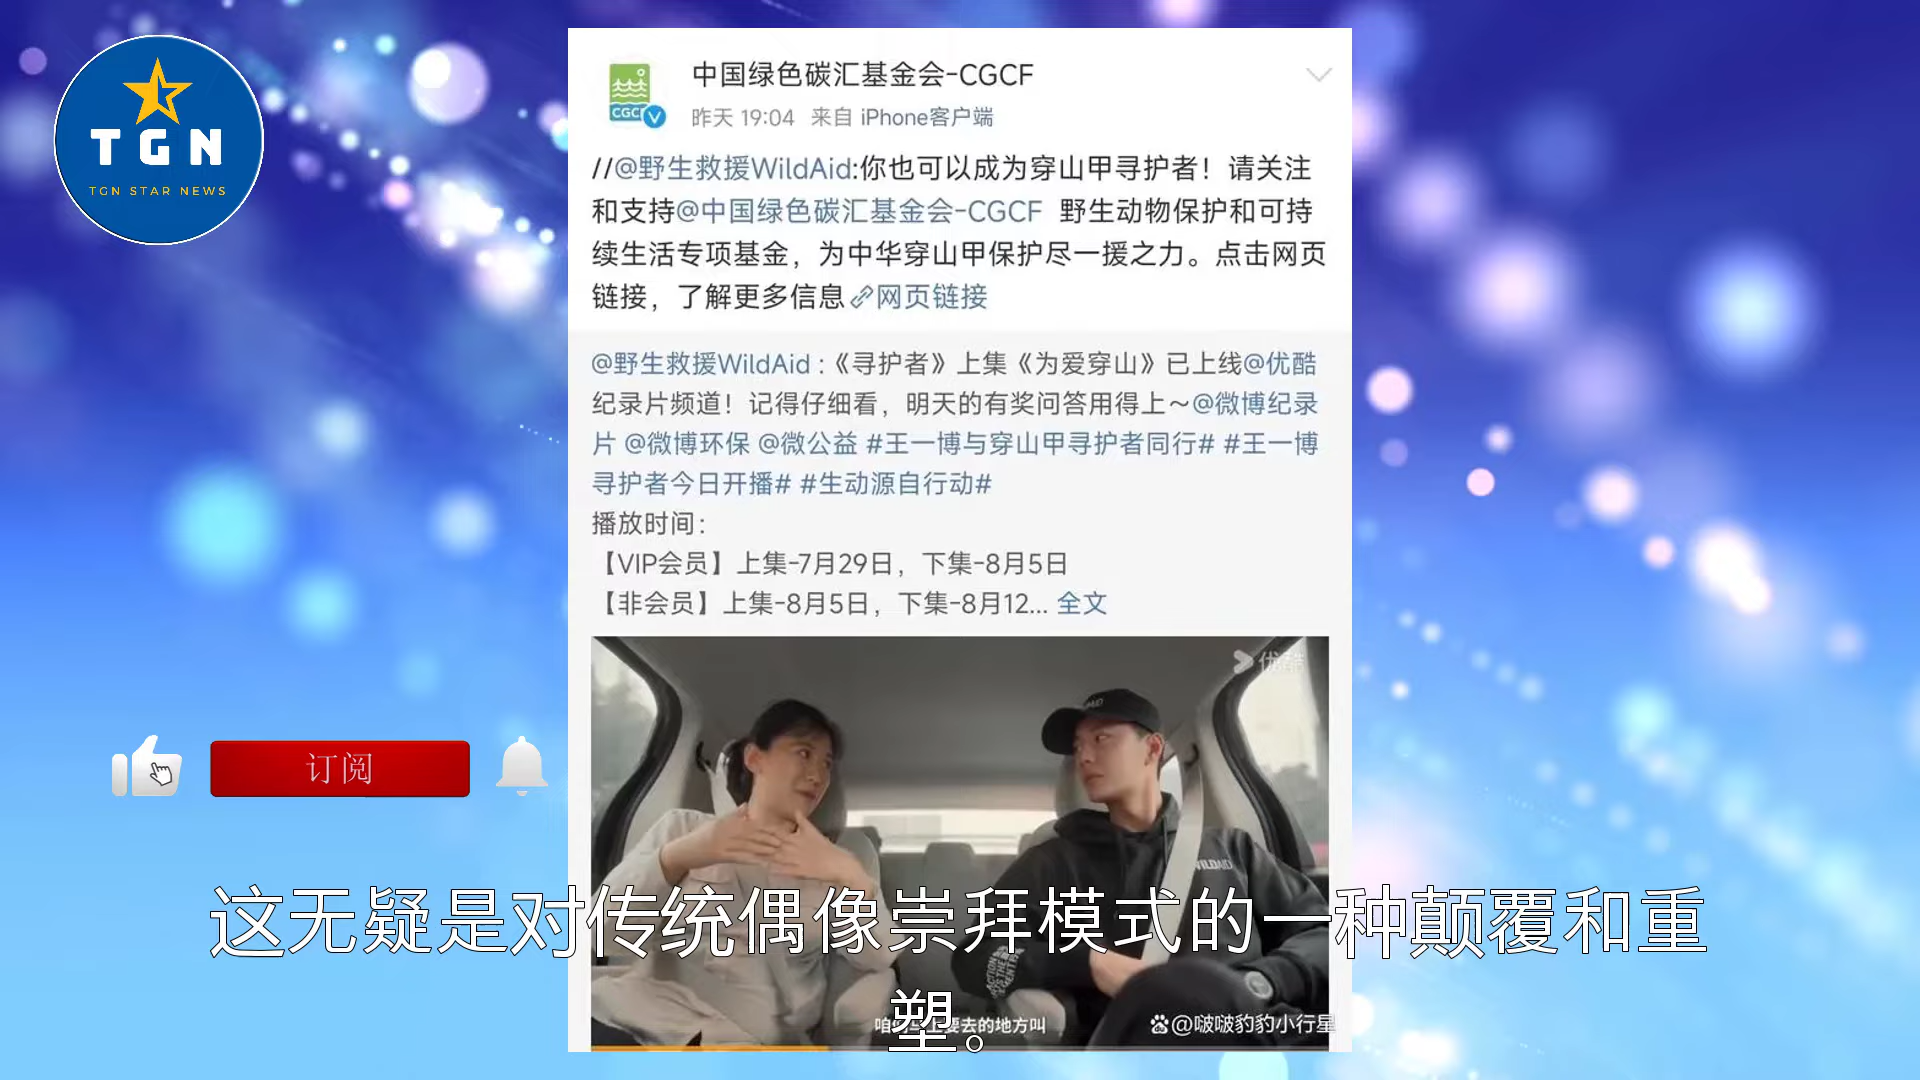 TGN
TGN STAR NEWS
中国绿色碳汇基金会-CGCF
CGCF
昨天 19:04 来自 iPhone客户端
//@野生救援WildAid:你也可以成为穿山甲寻护者！请关注
和支持@中国绿色碳汇基金会-CGCF 野生动物保护和可持
续生活专项基金，为中华穿山甲保护尽一援之力。点击网页
链接，了解更多信息网页链接
@野生救援WildAid :《寻护者》上集《为爱穿山》已上线@优酷
纪录片频道！记得仔细看，明天的有奖问答用得上～@微博纪录
片 @微博环保 @微公益 #王一博与穿山甲寻护者同行# #王一博
寻护者今日开播# #生动源自行动#
播放时间：
【VIP会员】上集-7月29日，下集-8月5日
【非会员】上集-8月5日，下集-8月12... 全文
优酷
WILDAID
订阅
这无疑是对传统偶像崇拜模式的一种颠覆和重
塑。
要去的地方叫
@啵啵豹豹小行星